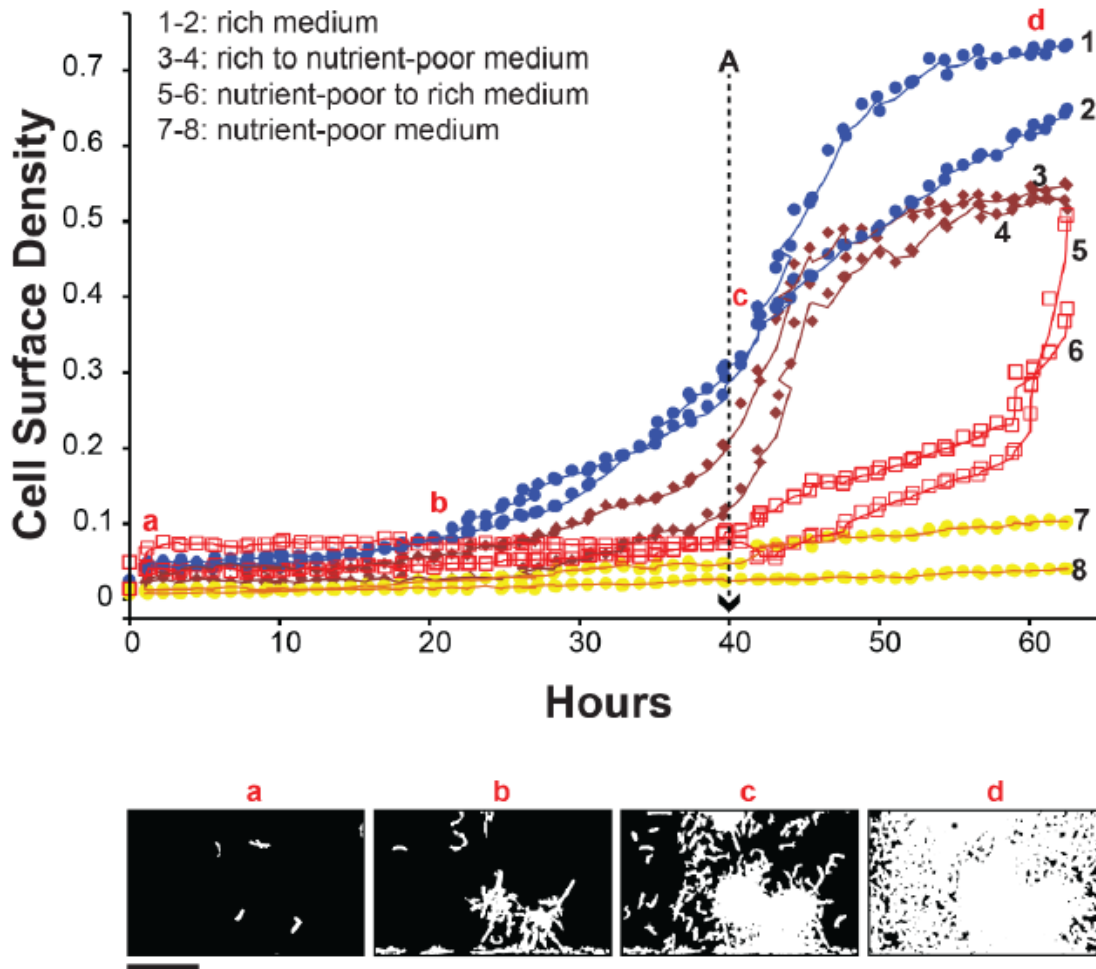 1-2: rich medium
3-4: rich to nutrient-poor medium
5-6: nutrient-poor to rich medium
7-8: nutrient-poor medium
Cell Surface Density
0.7
0.6
0.5
0.4
0.3
0.2
0.1
0
a
b
A
c
d
1
2
3
4
5
6
7
8
0
10
20
30
40
50
60
Hours
a
b
c
d